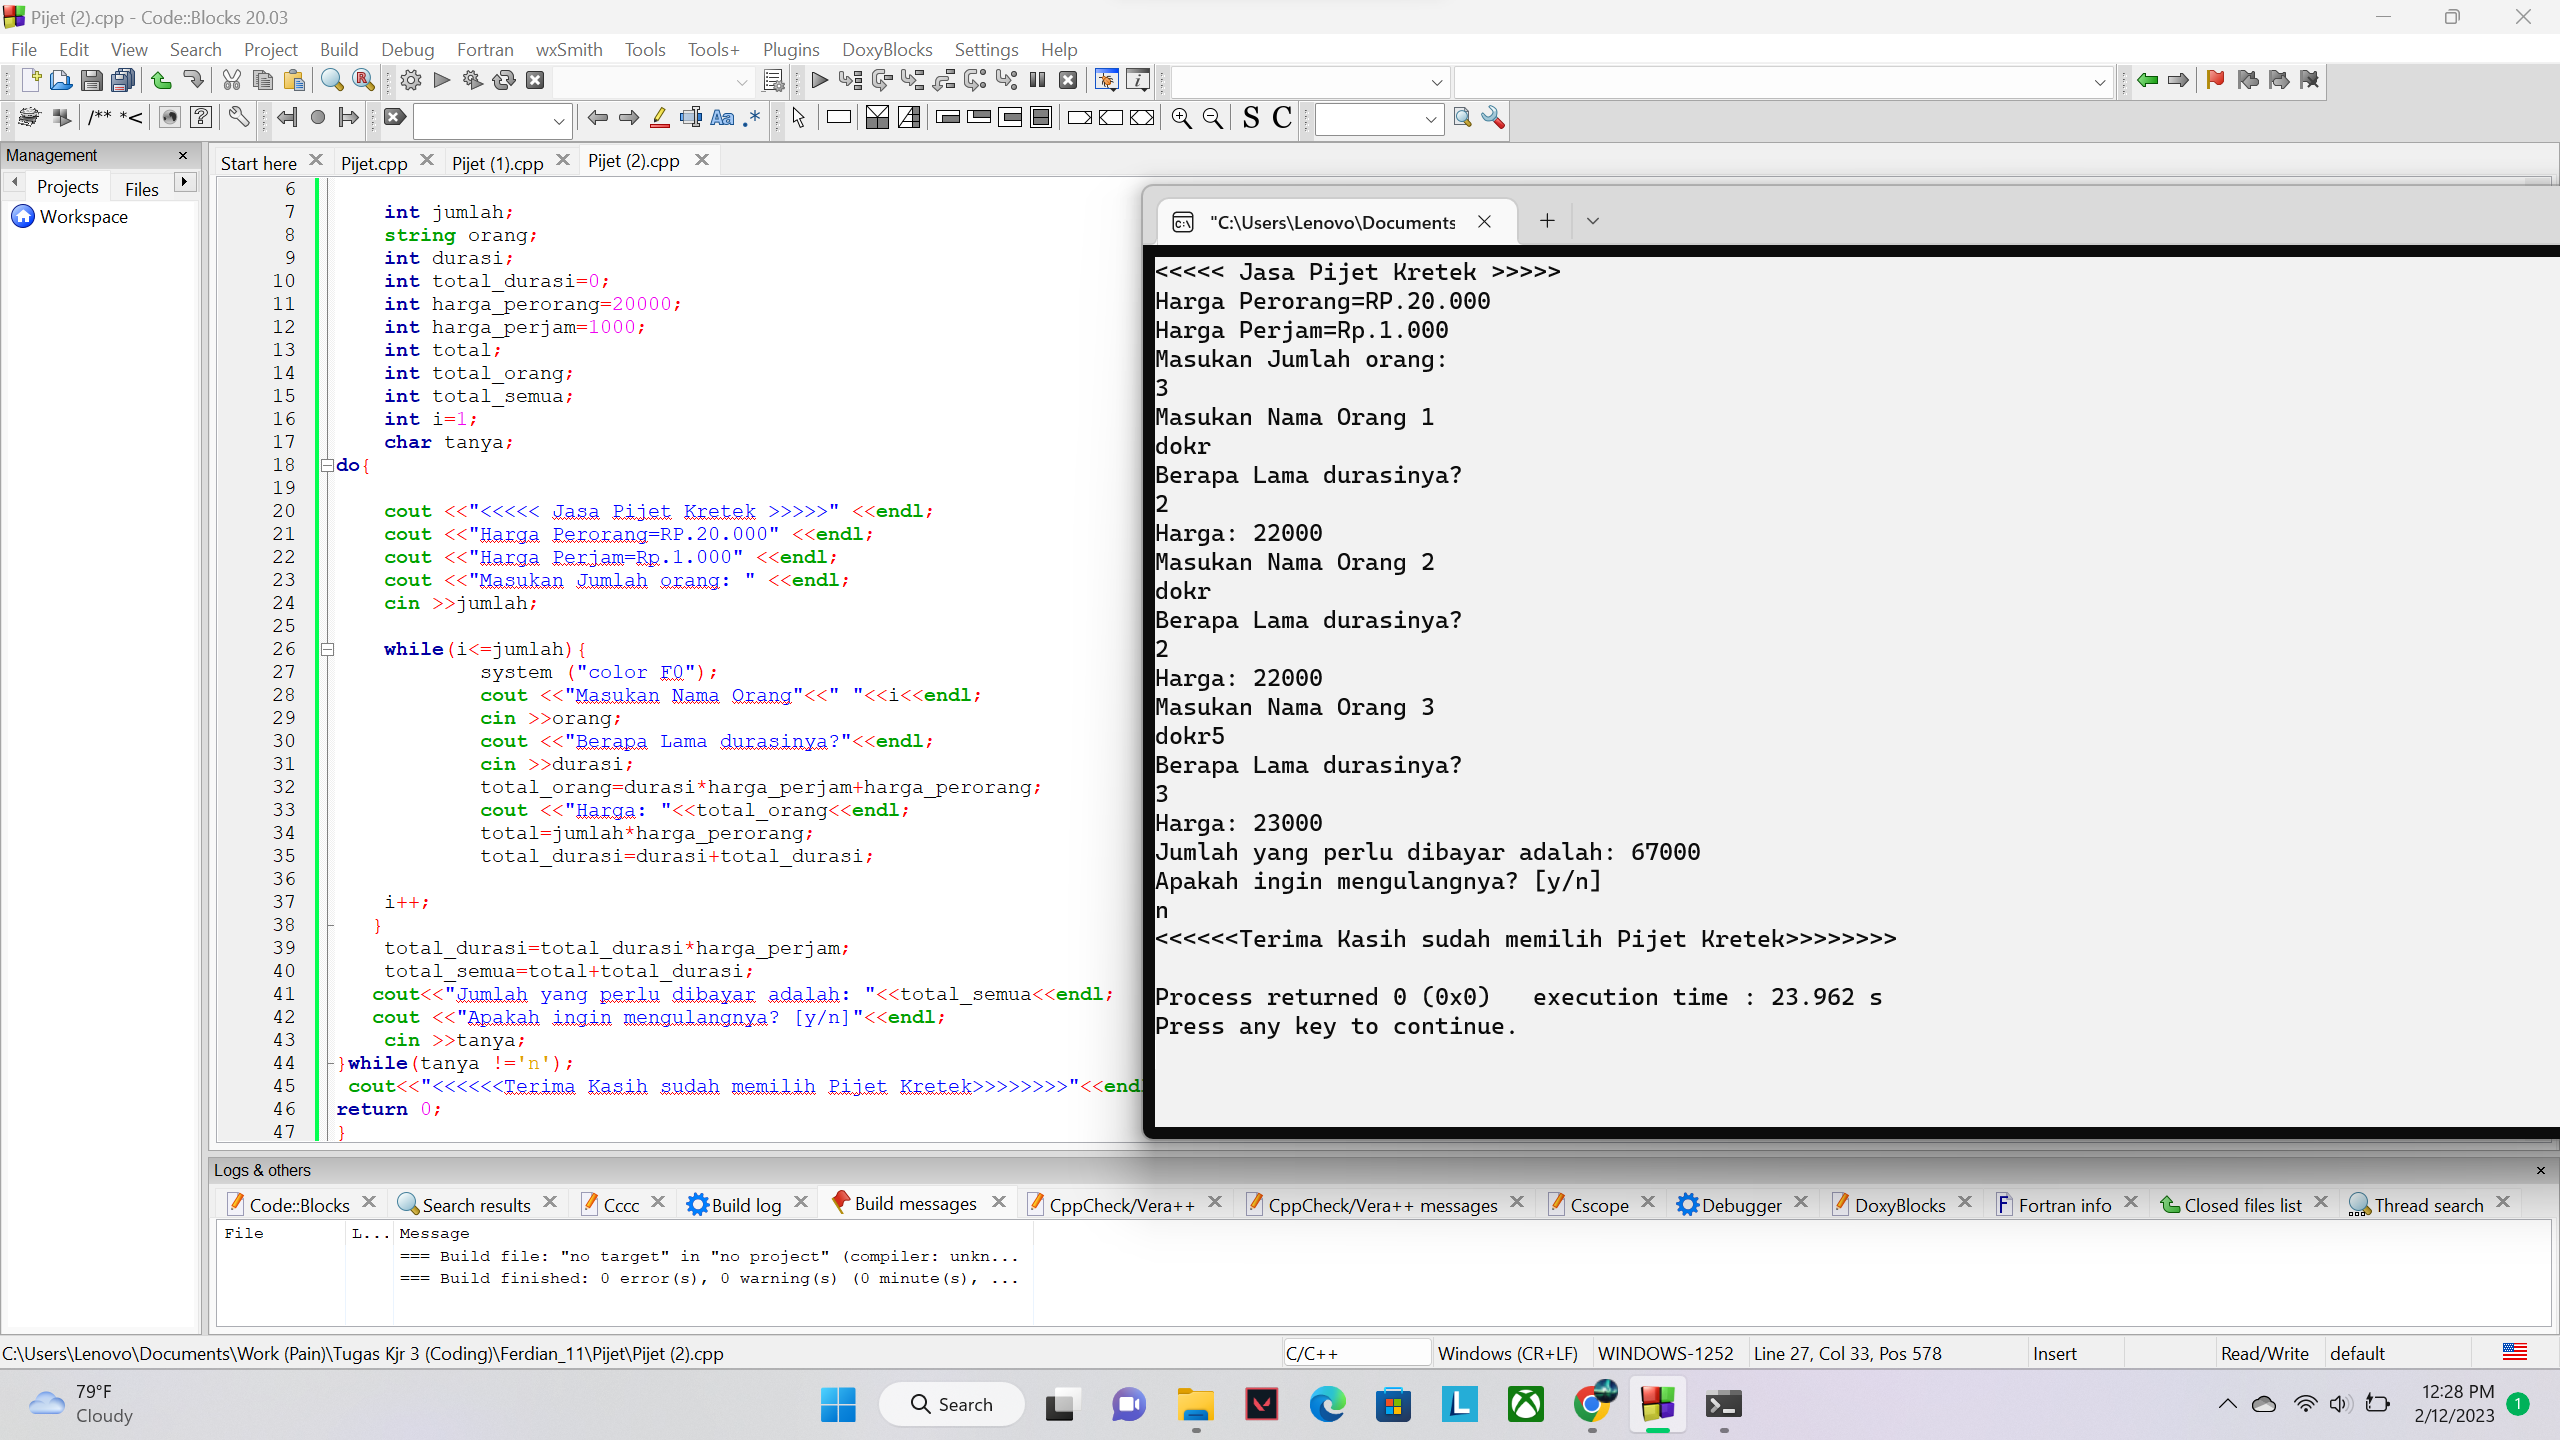 Pijet (2).cpp - Code::Blocks 20.03
File Edit View Search Project Build Debug Fortran wxSmith Tools Tools+ Plugins DoxyBlocks Settings Help
/** *<
Aa .*
S C
Management
Projects Files
Workspace
Start here Pijet.cpp Pijet (1).cpp Pijet (2).cpp
6
7 int jumlah;
8 string orang;
9 int durasi;
10 int total_durasi=0;
11 int harga_perorang=20000;
12 int harga_perjam=1000;
13 int total;
14 int total_orang;
15 int total_semua;
16 int i=1;
17 char tanya;
18 do{
19
20 cout <<"<<<<< Jasa Pijet Kretek >>>>>" <<endl;
21 cout <<"Harga Perorang=RP.20.000" <<endl;
22 cout <<"Harga Perjam=Rp.1.000" <<endl;
23 cout <<"Masukan Jumlah orang: " <<endl;
24 cin >>jumlah;
25
26 while(i<=jumlah){
27 system ("color F0");
28 cout <<"Masukan Nama Orang"<<" "<<i<<endl;
29 cin >>orang;
30 cout <<"Berapa Lama durasinya?"<<endl;
31 cin >>durasi;
32 total_orang=durasi*harga_perjam+harga_perorang;
33 cout <<"Harga: "<<total_orang<<endl;
34 total=jumlah*harga_perorang;
35 total_durasi=durasi+total_durasi;
36
37 i++;
38 }
39 total_durasi=total_durasi*harga_perjam;
40 total_semua=total+total_durasi;
41 cout<<"Jumlah yang perlu dibayar adalah: "<<total_semua<<endl;
42 cout <<"Apakah ingin mengulangnya? [y/n]"<<endl;
43 cin >>tanya;
44 }while(tanya !='n');
45 cout<<"<<<<<<Terima Kasih sudah memilih Pijet Kretek>>>>>>>>"<<endl
46 return 0;
47 }
"C:\Users\Lenovo\Documents
<<<<< Jasa Pijet Kretek >>>>>
Harga Perorang=RP.20.000
Harga Perjam=Rp.1.000
Masukan Jumlah orang:
3
Masukan Nama Orang 1
dokr
Berapa Lama durasinya?
2
Harga: 22000
Masukan Nama Orang 2
dokr
Berapa Lama durasinya?
2
Harga: 22000
Masukan Nama Orang 3
dokr5
Berapa Lama durasinya?
3
Harga: 23000
Jumlah yang perlu dibayar adalah: 67000
Apakah ingin mengulangnya? [y/n]
n
<<<<<<Terima Kasih sudah memilih Pijet Kretek>>>>>>>>
Process returned 0 (0x0) execution time : 23.962 s
Press any key to continue.
Logs & others
Code::Blocks Search results Cccc Build log Build messages CppCheck/Vera++ CppCheck/Vera++ messages Cscope Debugger DoxyBlocks Fortran info Closed files list Thread search
File L... Message
=== Build file: "no target" in "no project" (compiler: unkn...
=== Build finished: 0 error(s), 0 warning(s) (0 minute(s), ...
C:\Users\Lenovo\Documents\Work (Pain)\Tugas Kjr 3 (Coding)\Ferdian_11\Pijet\Pijet (2).cpp C/C++ Windows (CR+LF) WINDOWS-1252 Line 27, Col 33, Pos 578 Insert Read/Write default
79°F
Cloudy
Search
12:28 PM
2/12/2023
1